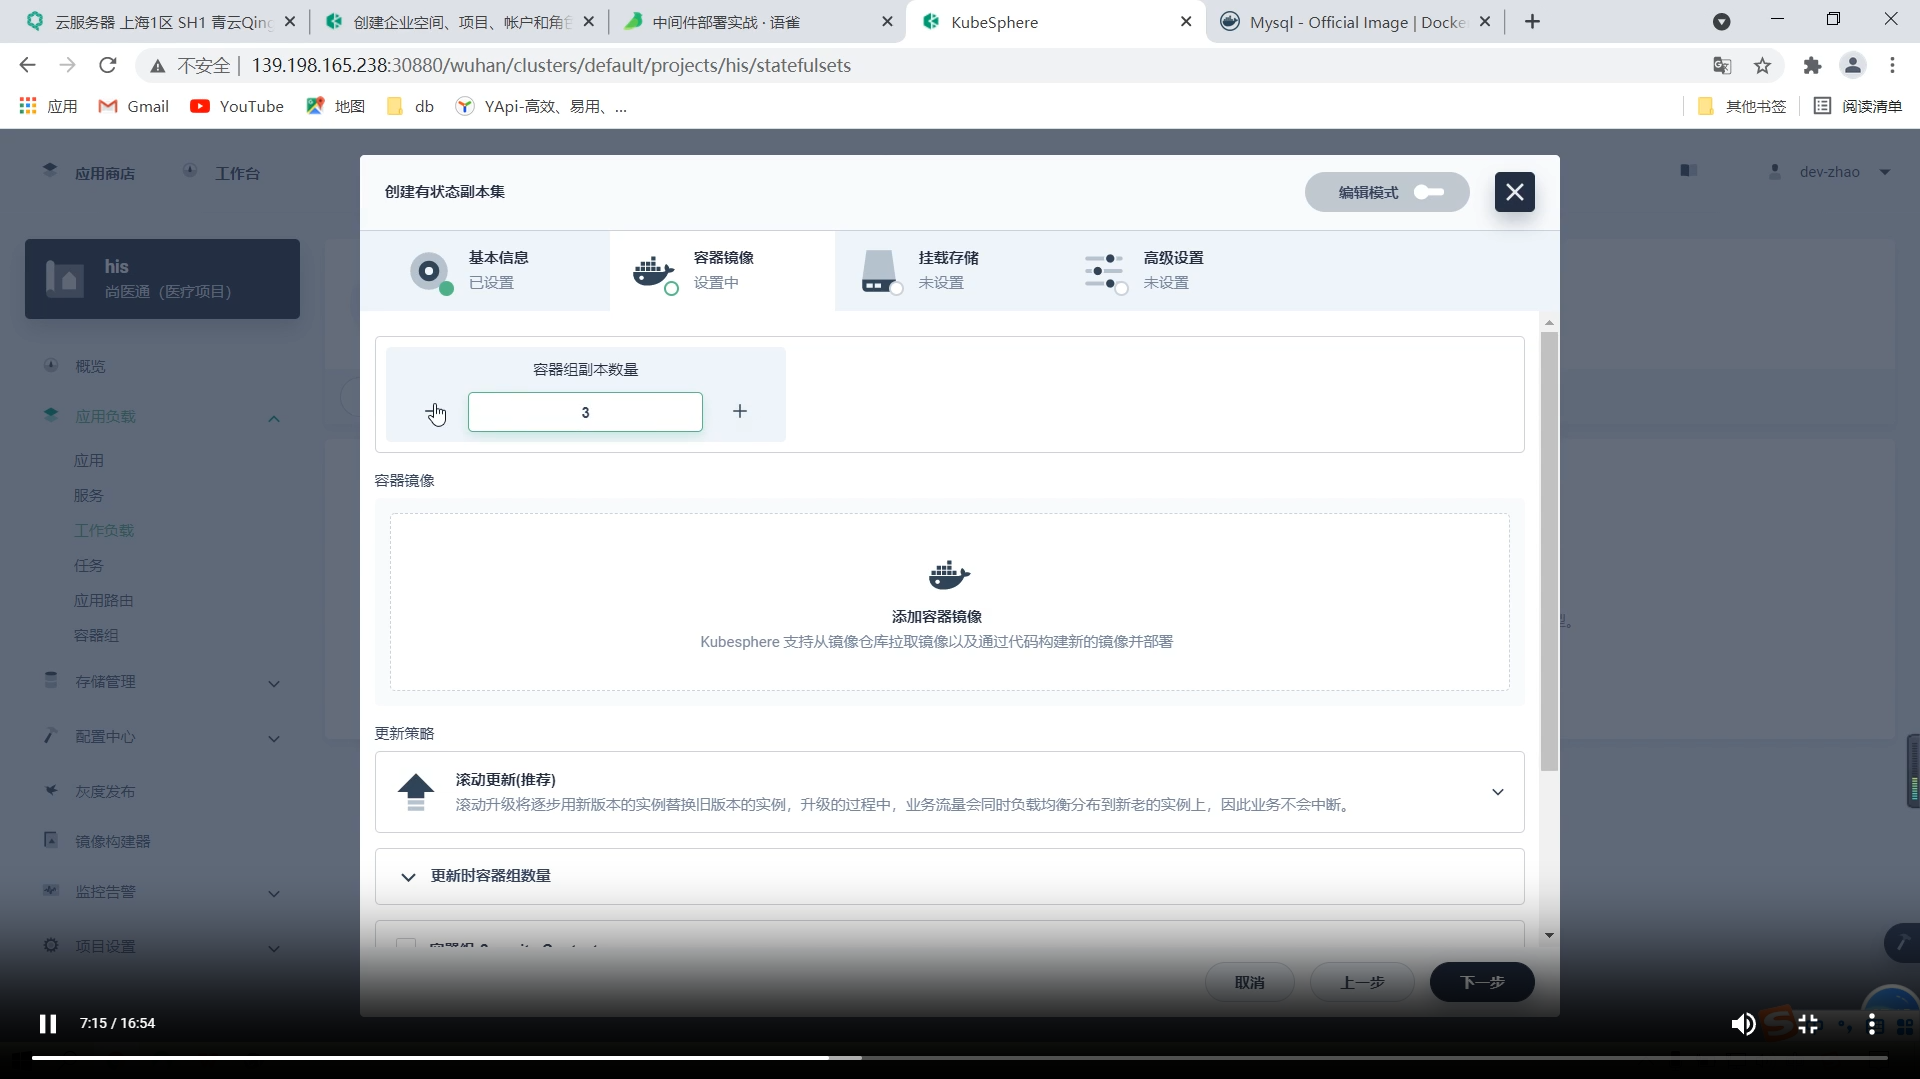 云服务器 上海1区 SH1 青云Qing
创建企业空间、项目、帐户和角色
中间件部署实战 · 语雀
KubeSphere
Mysql - Official Image | Docke
不安全
139.198.165.238:30880/wuhan/clusters/default/projects/his/statefulsets
应用
Gmail
YouTube
地图
db
YApi-高效、易用、...
其他书签
阅读清单
应用商店
工作台
dev-zhao
创建有状态副本集
编辑模式
his
尚医通（医疗项目）
基本信息
已设置
容器镜像
设置中
挂载存储
未设置
高级设置
未设置
概览
应用负载
应用
服务
工作负载
任务
应用路由
容器组
存储管理
配置中心
灰度发布
镜像构建器
监控告警
项目设置
容器组副本数量
3
容器镜像
添加容器镜像
Kubesphere 支持从镜像仓库拉取镜像以及通过代码构建新的镜像并部署
更新策略
滚动更新(推荐)
滚动升级将逐步用新版本的实例替换旧版本的实例，升级的过程中，业务流量会同时负载均衡分布到新老的实例上，因此业务不会中断。
更新时容器组数量
取消
上一步
下一步
7:15 / 16:54